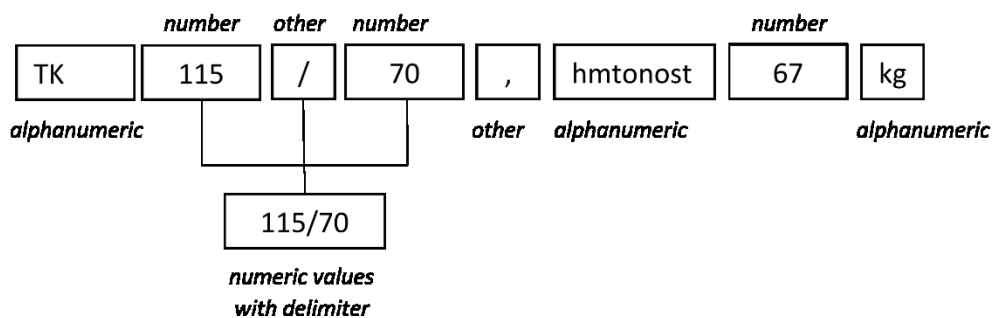 number other number number
TK 115 / 70 , hmtonost 67 kg
alphanumeric other alphanumeric alphanumeric
115/70
numeric values
with delimiter